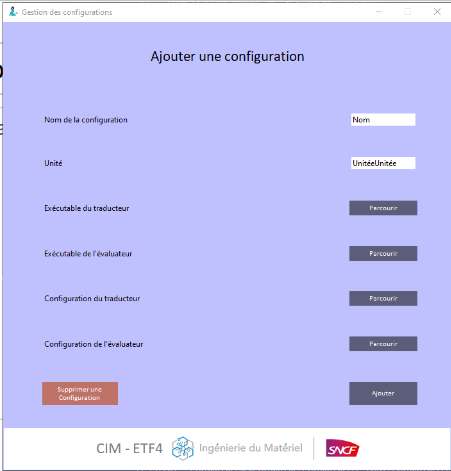 Gestion des configurations
Ajouter une configuration
Nom de la configuration
Nom
Unité
UnitéeUnitée
Exécutable du traducteur
Parcourir
Exécutable de l'évaluateur
Parcourir
Configuration du traducteur
Parcourir
Configuration de l'évaluateur
Parcourir
Supprimer une
Configuration
Ajouter
CIM - ETF4
Ingénierie du Matériel
SNCF